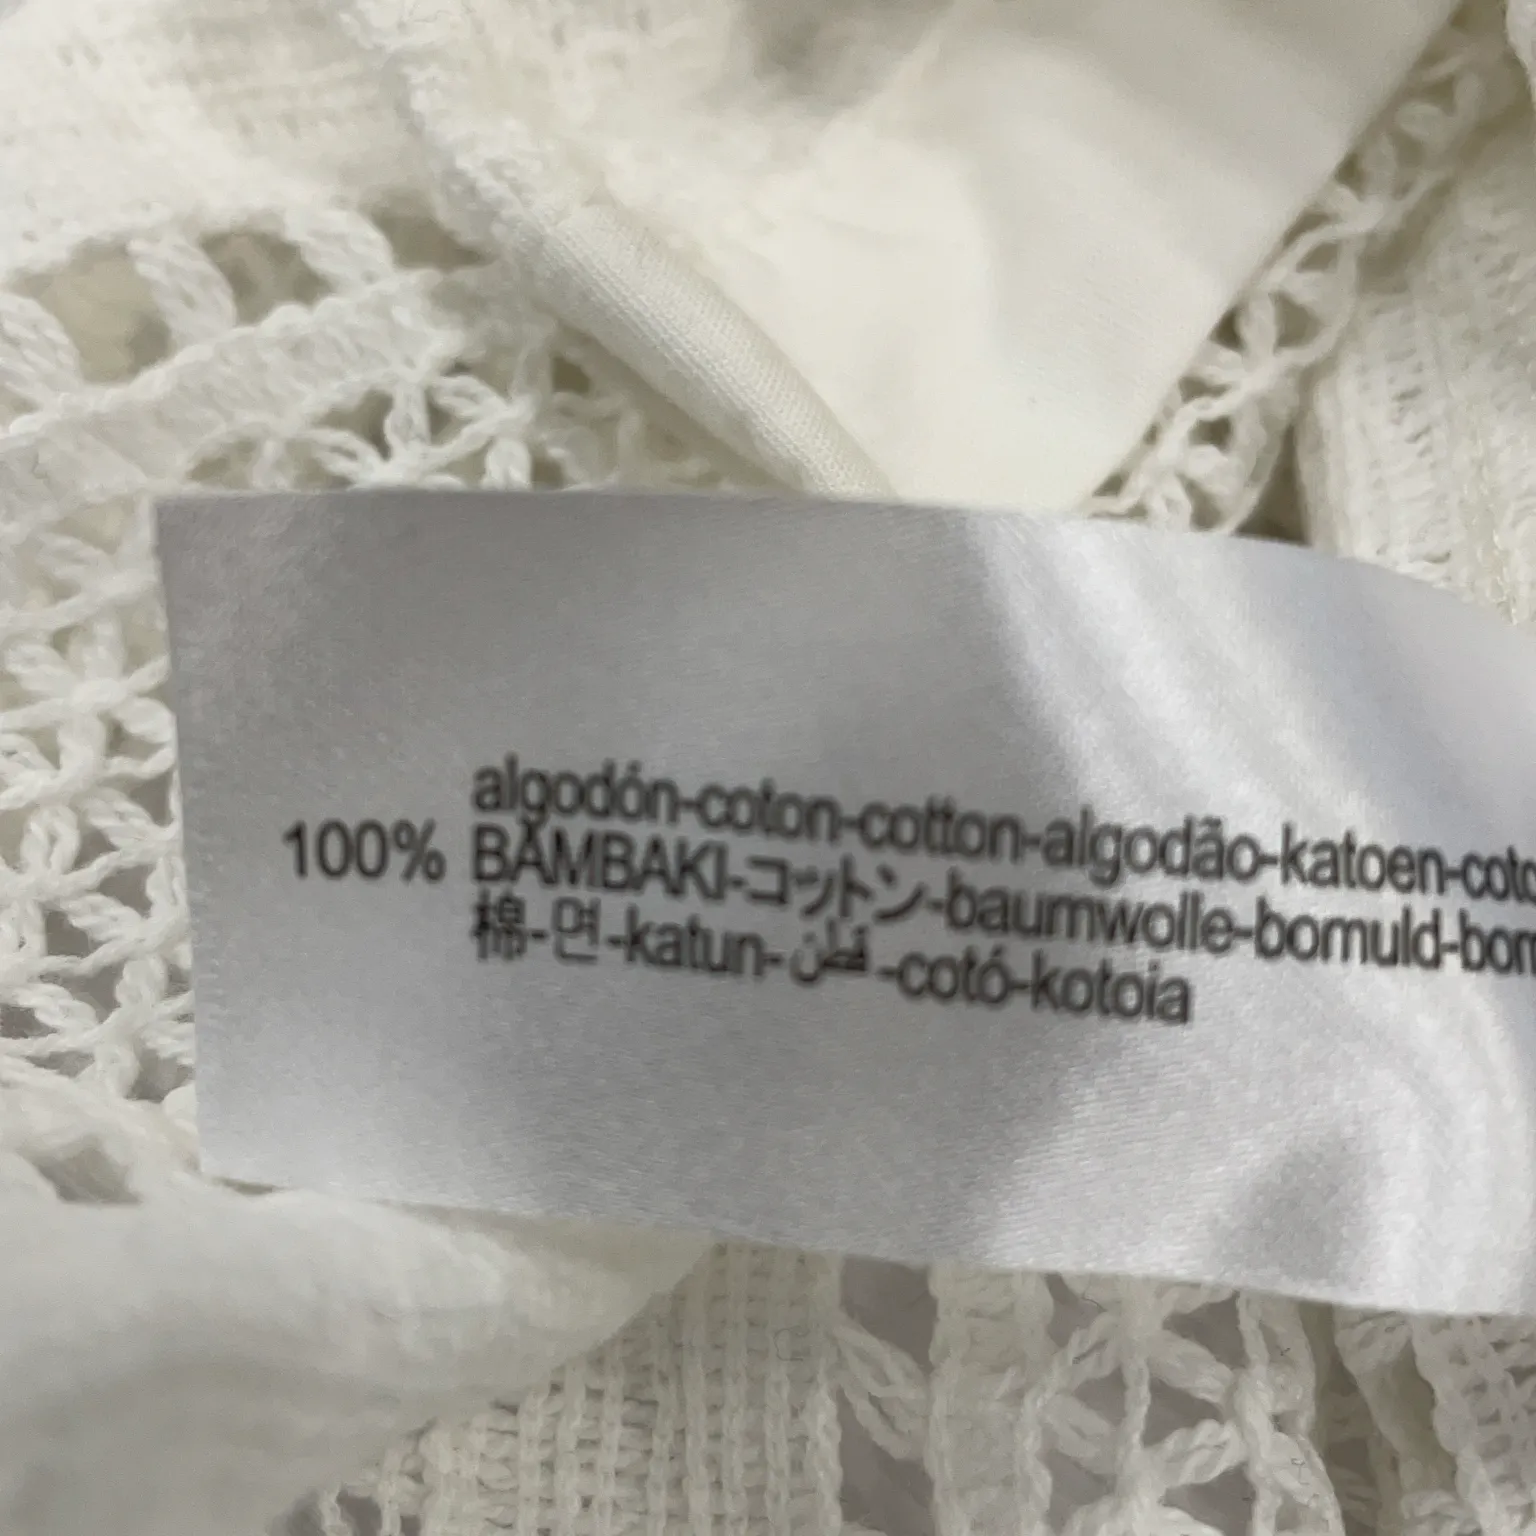 algodón-coton-cotton-algodão-katoen-coto
100% BAMBAKI-コットン-baumwolle-bomuld-bom
棉-면-katun-قطن-cotó-kotoia